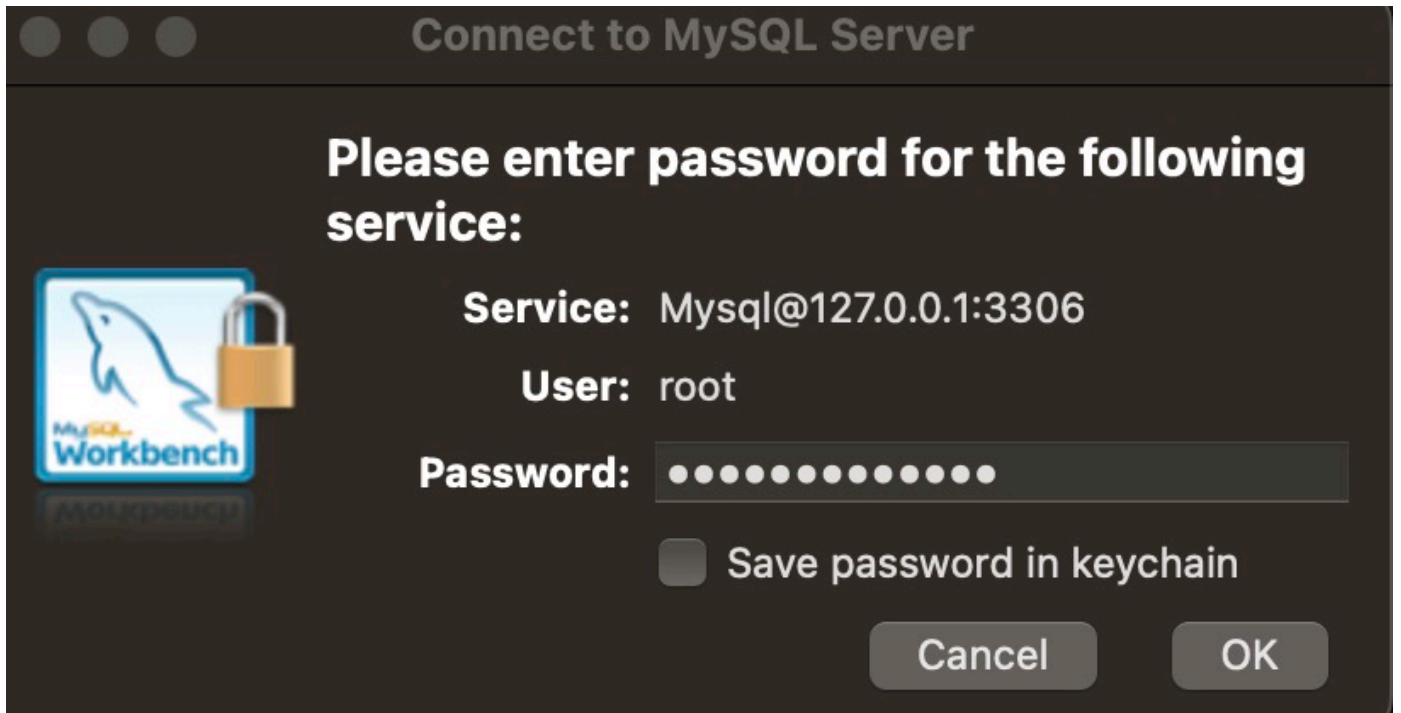 Connect to MySQL Server
Please enter password for the following
service:
Service: Mysql@127.0.0.1:3306
User: root
MySQL
Workbench
Password: ●●●●●●●●●●●●●
Save password in keychain
Cancel OK